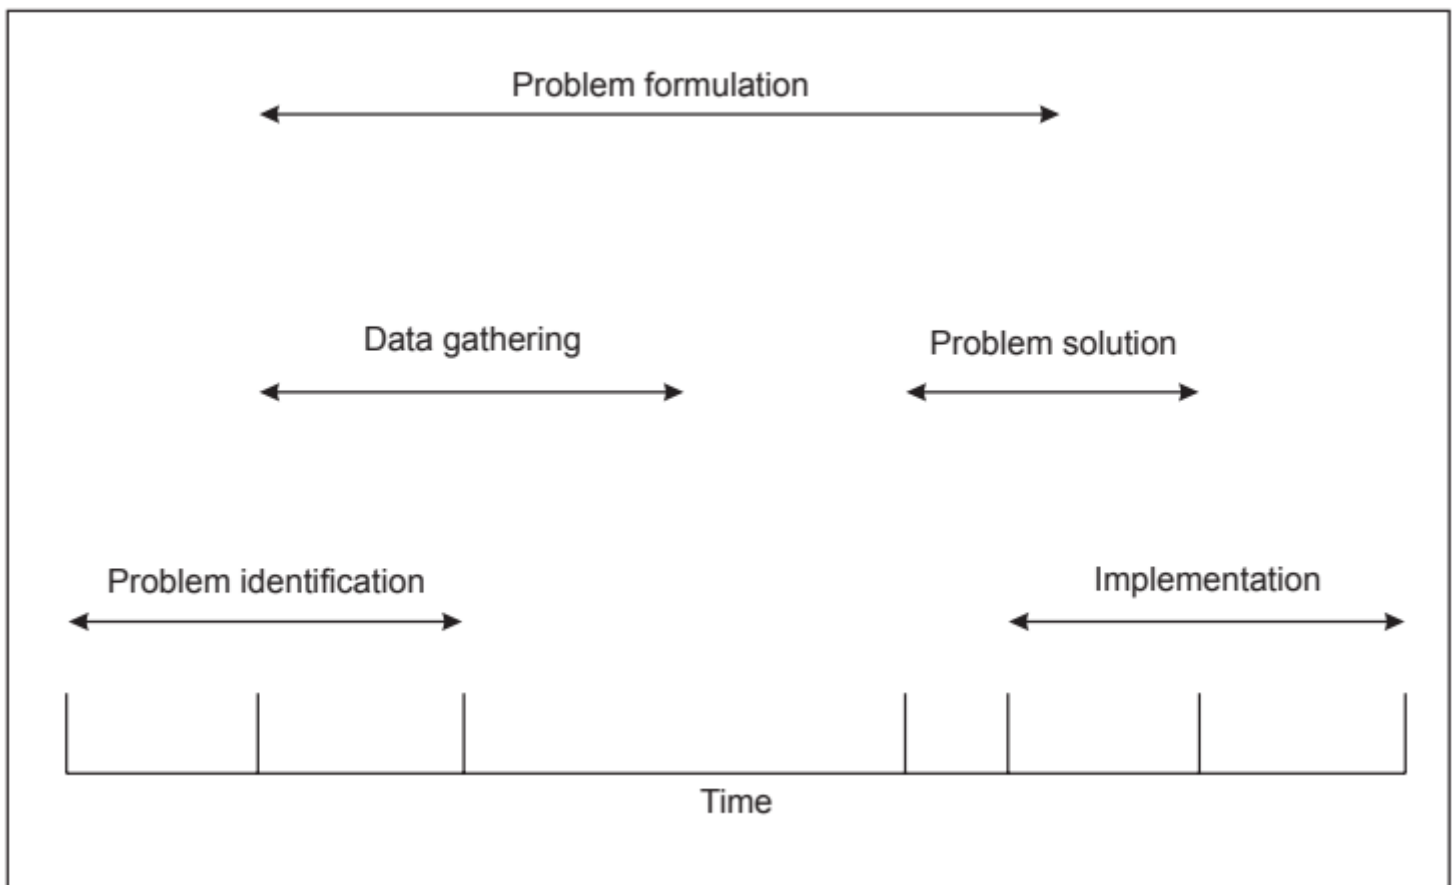 Problem formulation
Data gathering
Problem solution
Problem identification
Implementation
Time